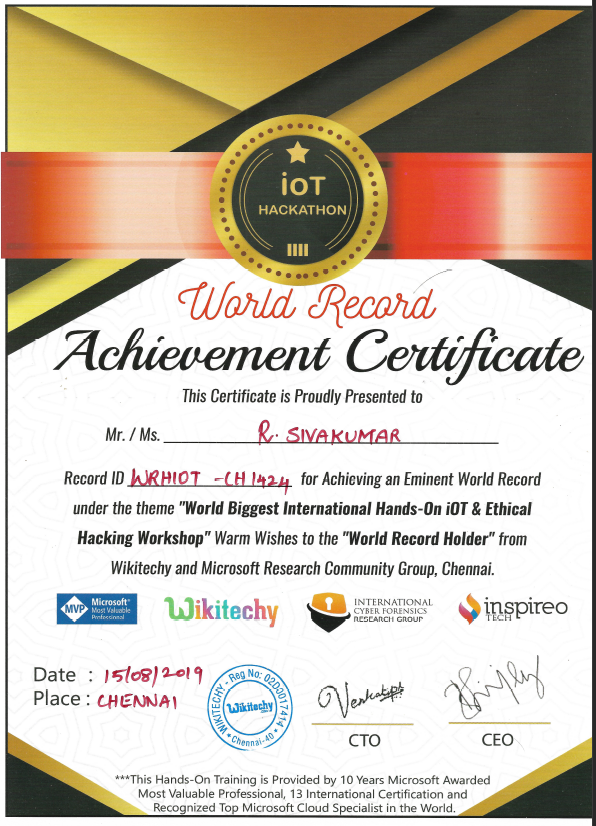 iOT
HACKATHON
World Record
Achievement Certificate
This Certificate is Proudly Presented to
Mr. / Ms. R. SIVAKUMAR
Record ID WRHIOT -CH1424 for Achieving an Eminent World Record
under the theme "World Biggest International Hands-On iOT & Ethical
Hacking Workshop" Warm Wishes to the "World Record Holder" from
Wikitechy and Microsoft Research Community Group, Chennai.
MVP Microsoft®
Most Valuable
Professional
Wikitechy
INTERNATIONAL
CYBER FORENSICS
RESEARCH GROUP
inspireo
TECH
Date : 15/08/2019
Place : CHENNAI
WIKITECHY - Reg No: 02D3017414
Wikitechy
Chennai-40
CTO
CEO
***This Hands-On Training is Provided by 10 Years Microsoft Awarded
Most Valuable Professional, 13 International Certification and
Recognized Top Microsoft Cloud Specialist in the World.